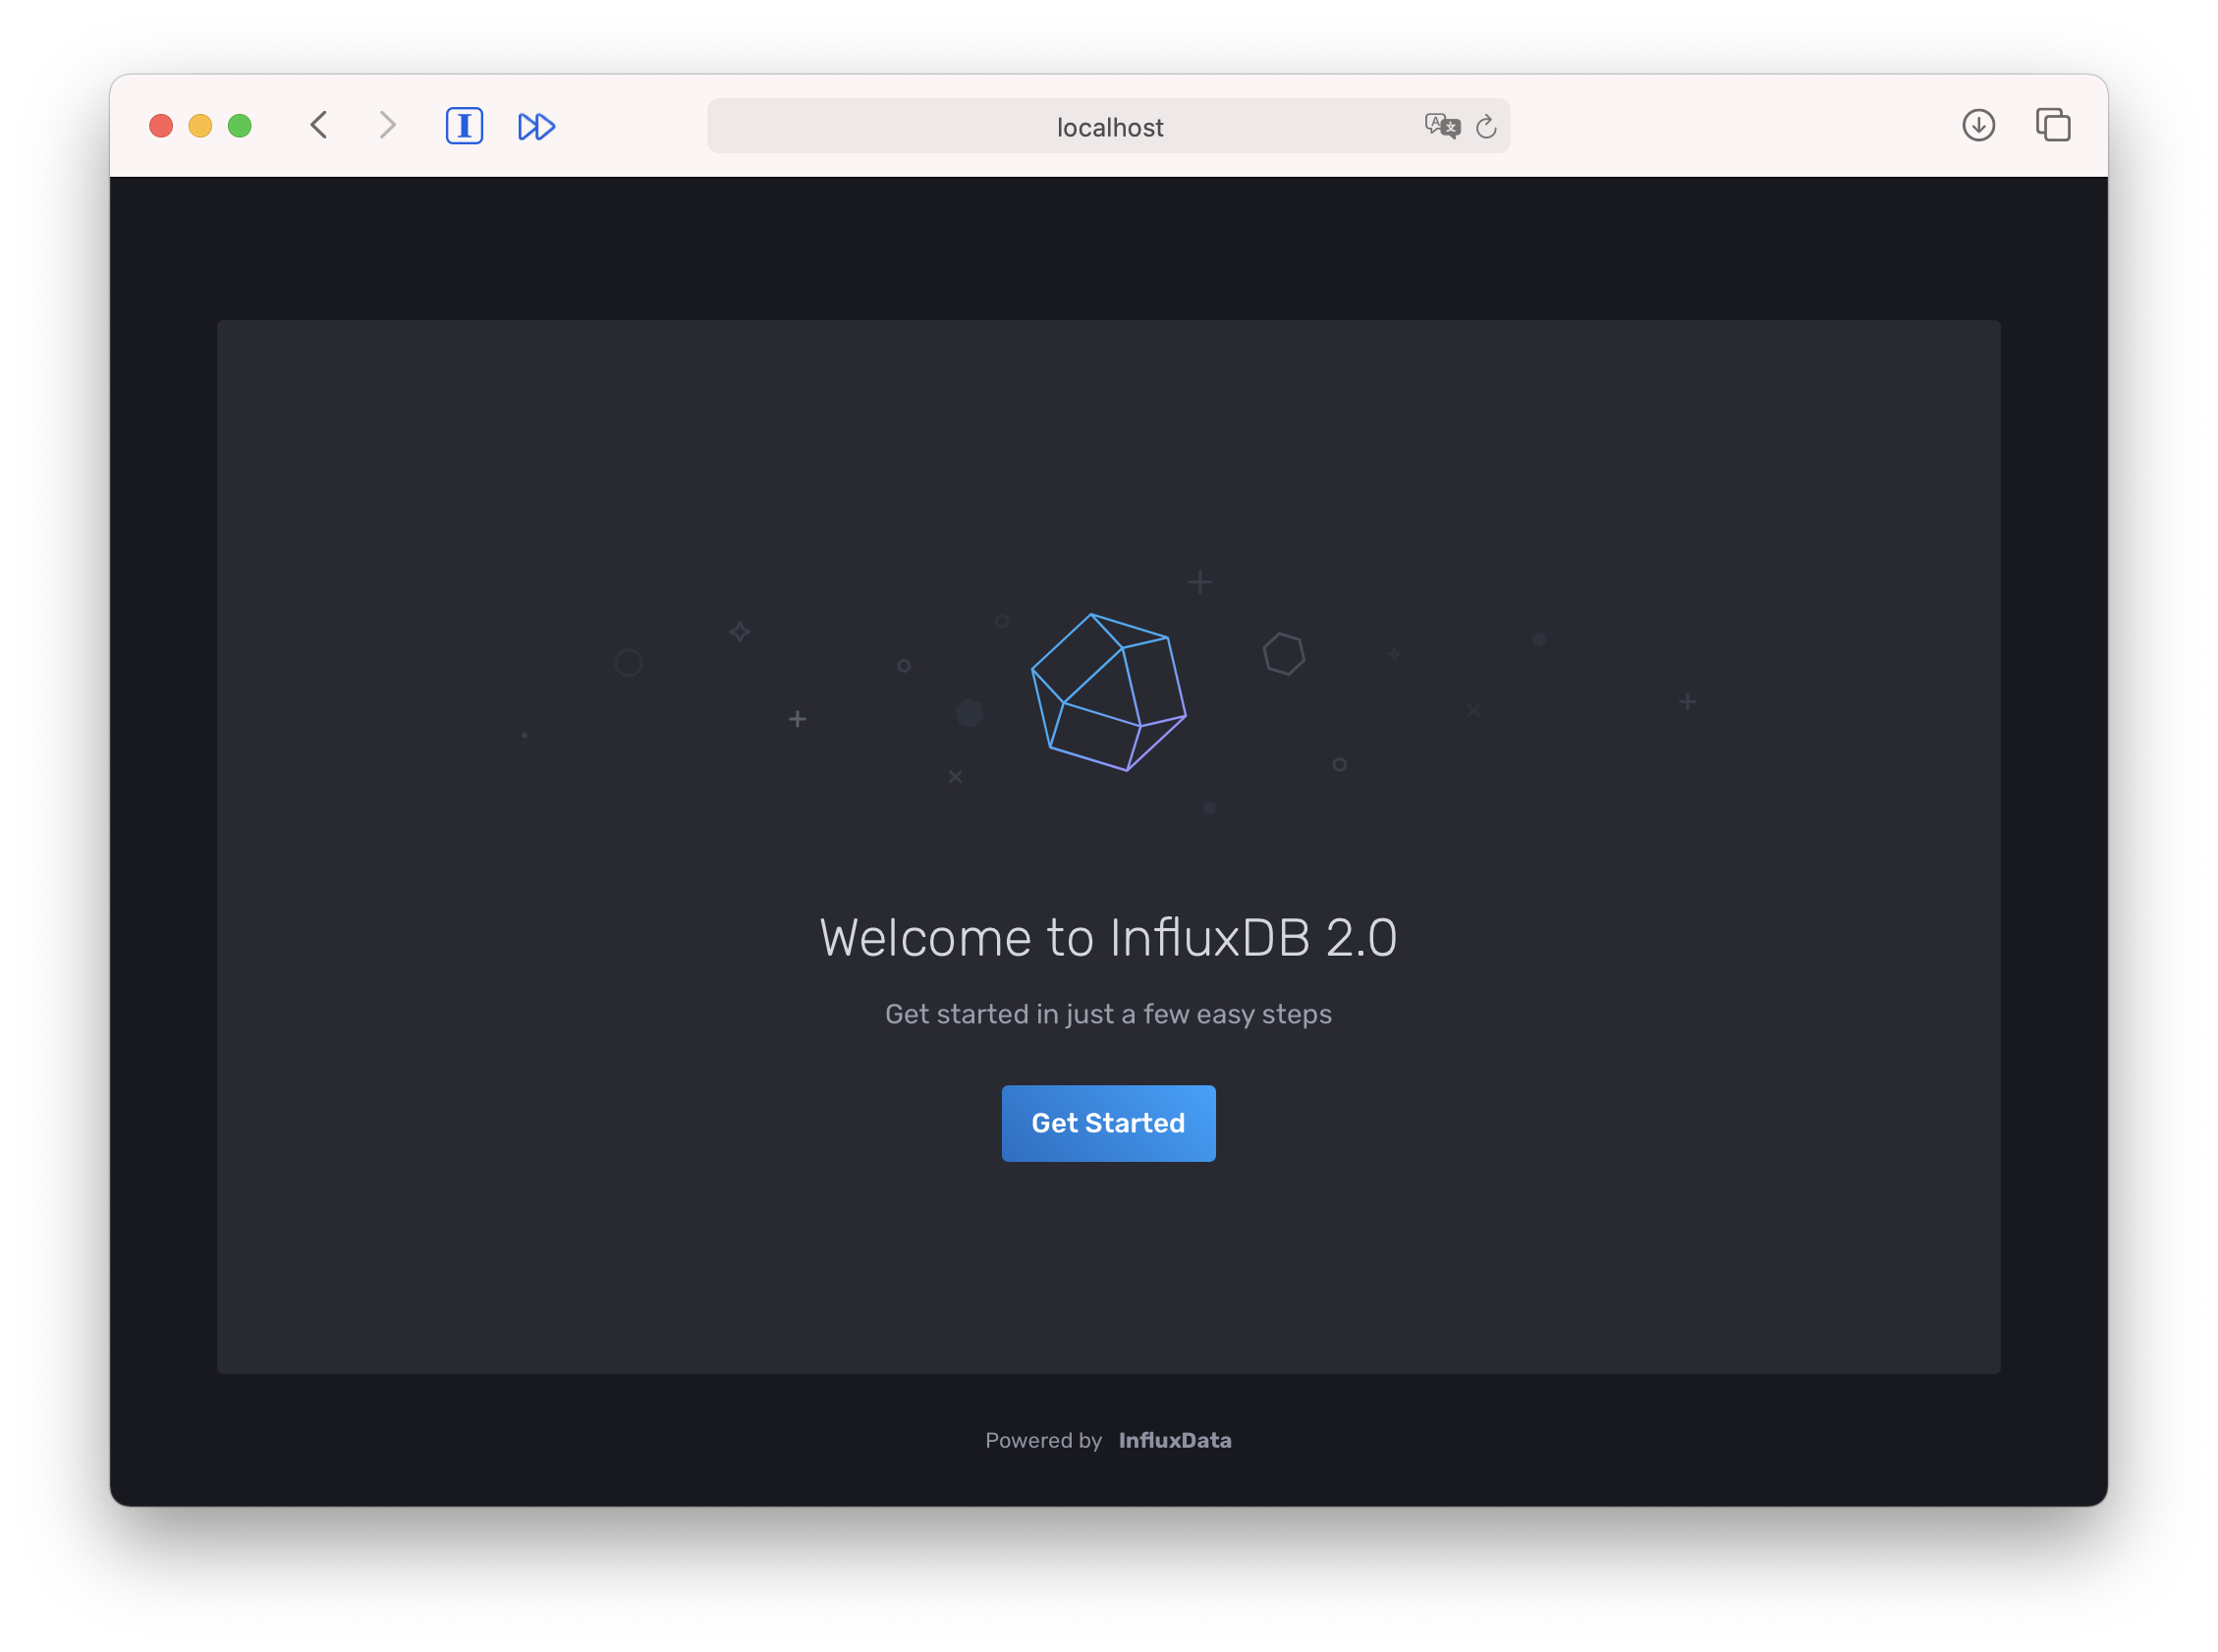 localhost
Welcome to InfluxDB 2.0
Get started in just a few easy steps
Get Started
Powered by InfluxData